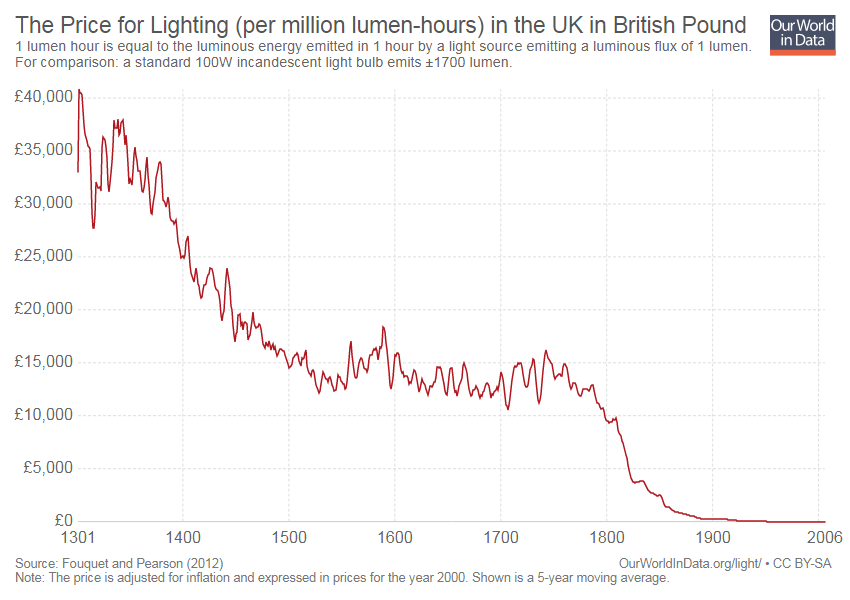 The Price for Lighting (per million lumen-hours) in the UK in British Pound
Our World
in Data
1 lumen hour is equal to the luminous energy emitted in 1 hour by a light source emitting a luminous flux of 1 lumen.
For comparison: a standard 100W incandescent light bulb emits ±1700 lumen.
£40,000
£35,000
£30,000
£25,000
£20,000
£15,000
£10,000
£5,000
£0
1301 1400 1500 1600 1700 1800 1900 2006
Source: Fouquet and Pearson (2012) OurWorldInData.org/light/ • CC BY-SA
Note: The price is adjusted for inflation and expressed in prices for the year 2000. Shown is a 5-year moving average.